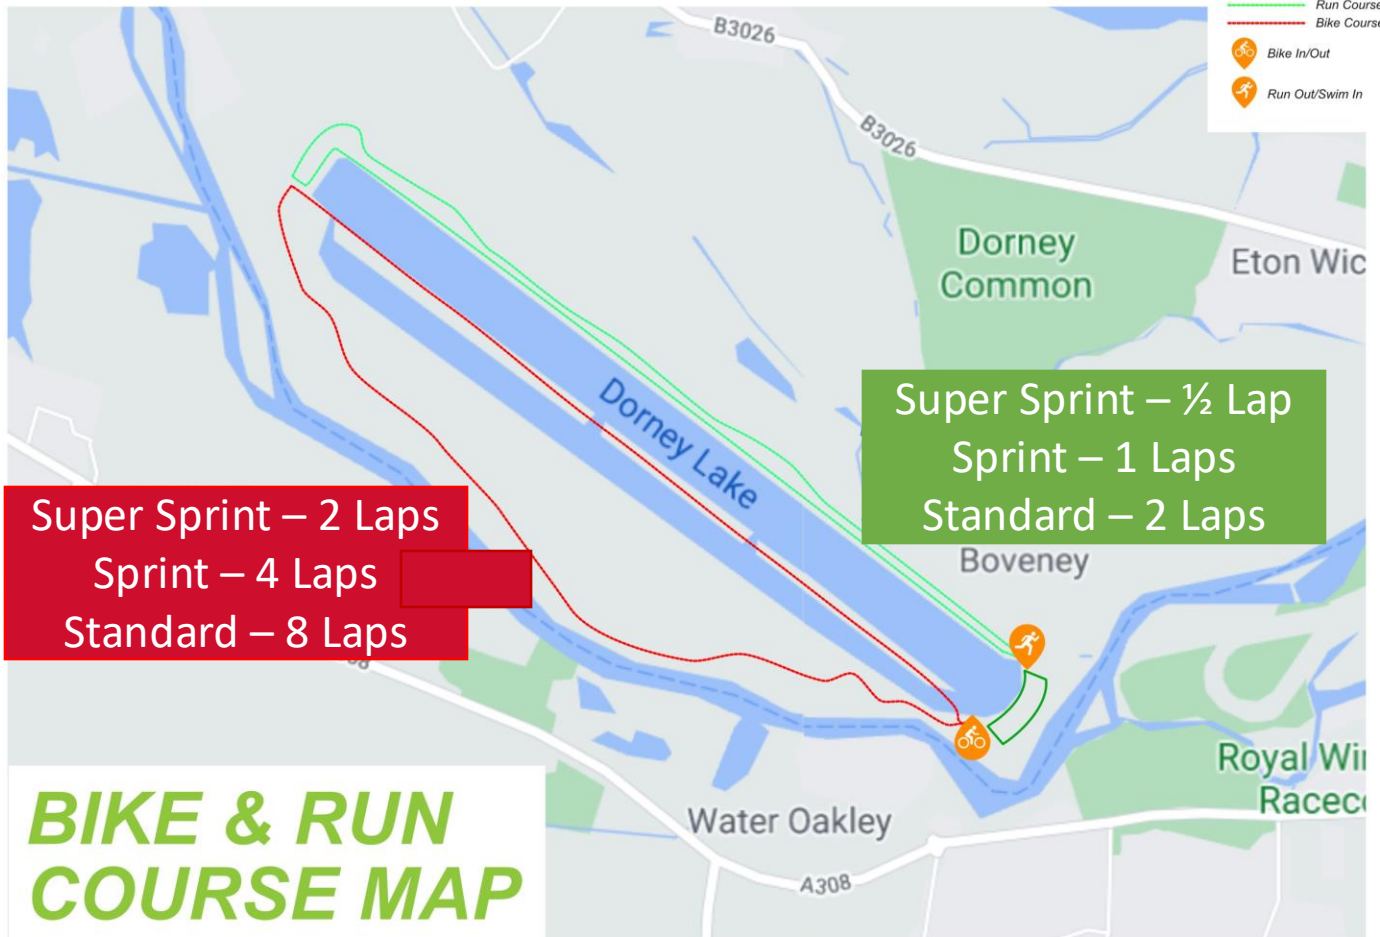 Run Course
Bike Course
Bike In/Out
Run Out/Swim In
B3026
B3026
Dorney
Common
Eton Wic
Dorney Lake
Super Sprint – ½ Lap
Sprint – 1 Laps
Standard – 2 Laps
Boveney
Super Sprint – 2 Laps
Sprint – 4 Laps
Standard – 8 Laps
Royal Wi
Racec
Water Oakley
A308
BIKE & RUN
COURSE MAP